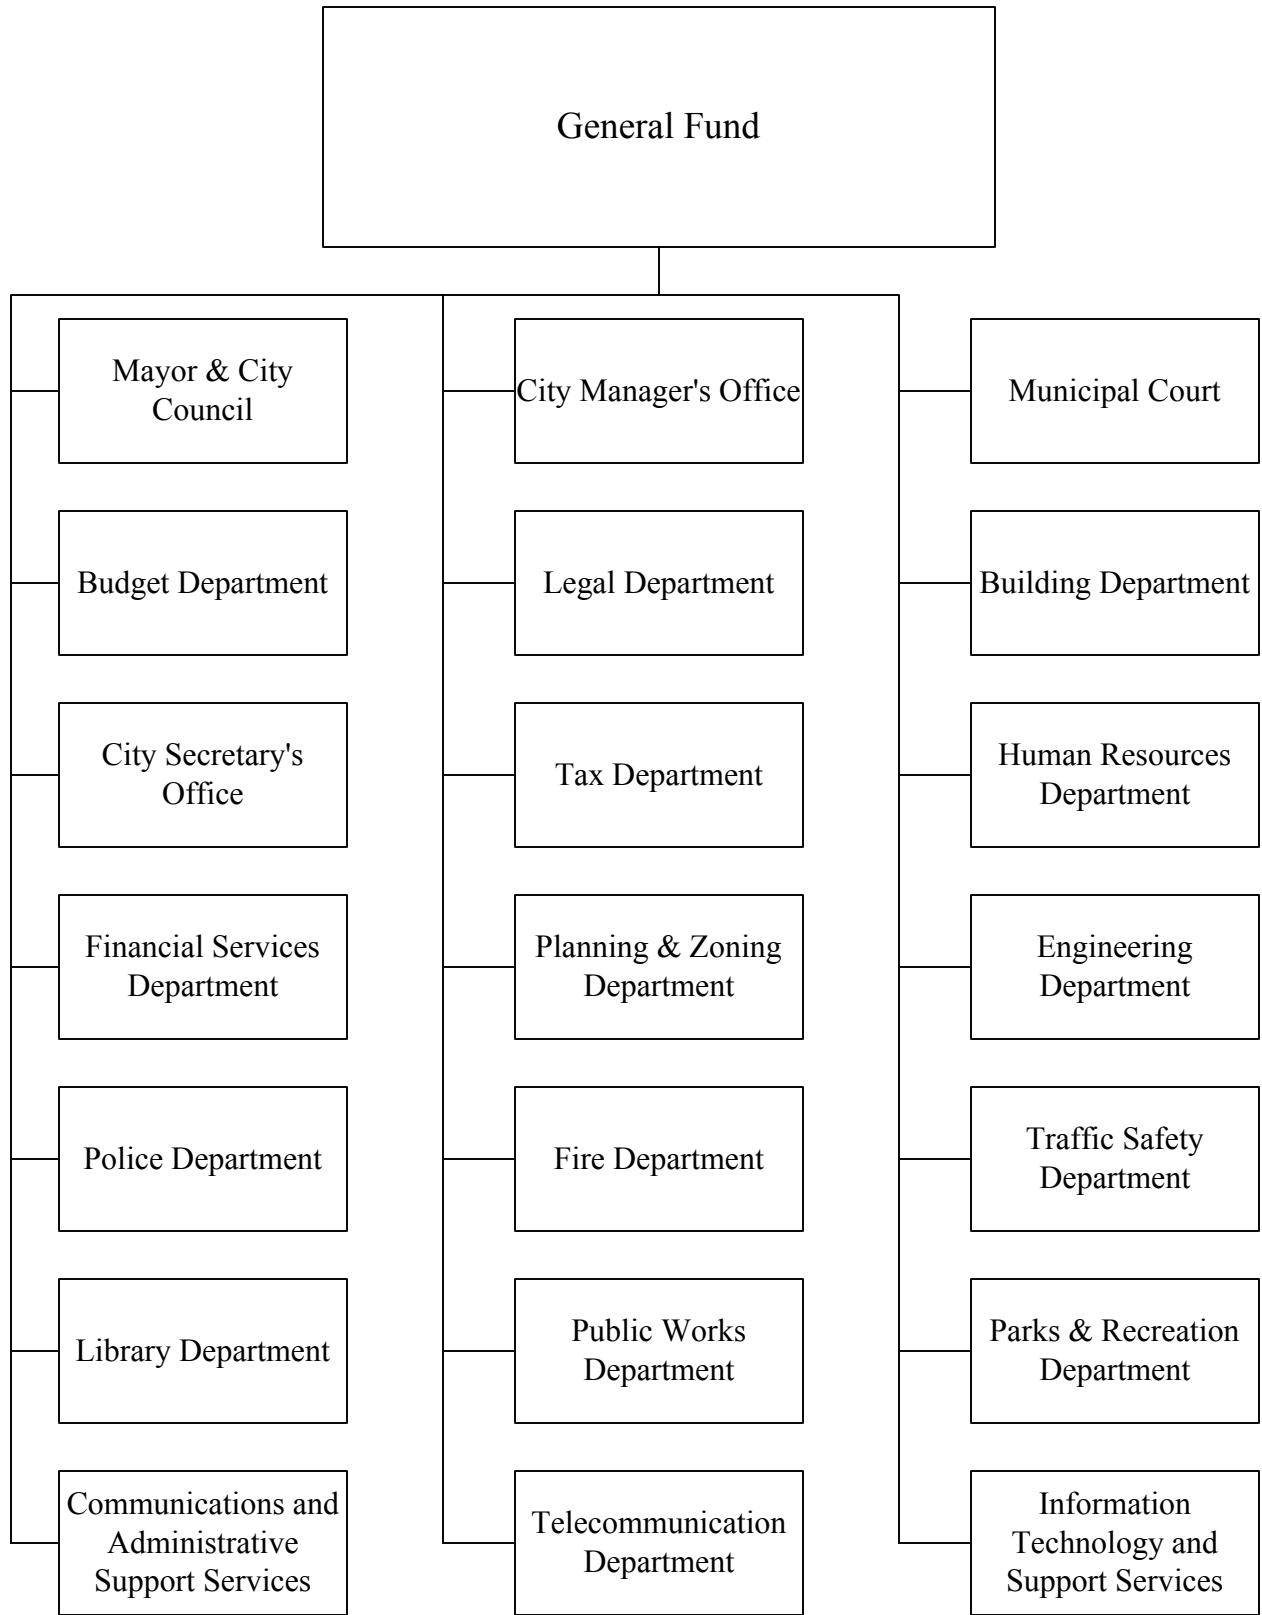 General Fund
Mayor & City
Council
City Manager's Office
Municipal Court
Budget Department
Legal Department
Building Department
City Secretary's
Office
Tax Department
Human Resources
Department
Financial Services
Department
Planning & Zoning
Department
Engineering
Department
Police Department
Fire Department
Traffic Safety
Department
Library Department
Public Works
Department
Parks & Recreation
Department
Communications and
Administrative
Support Services
Telecommunication
Department
Information
Technology and
Support Services